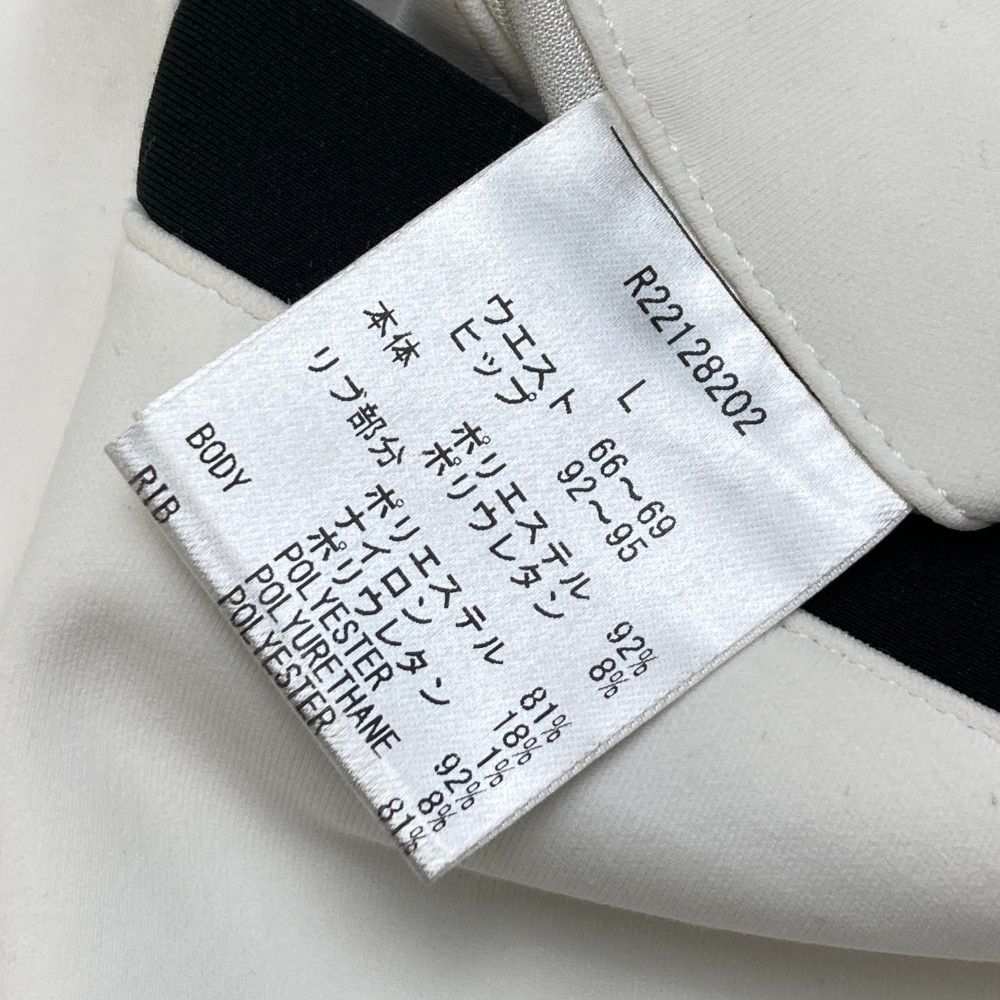 R22128202
L
ウエスト 66～69
ヒップ 92～95
本体 ポリエステル 92%
ポリウレタン 8%
リブ部分 ポリエステル 81%
ナイロン 18%
ポリウレタン 1%
BODY POLYESTER 92%
POLYURETHANE 8%
RIB POLYESTER 81%